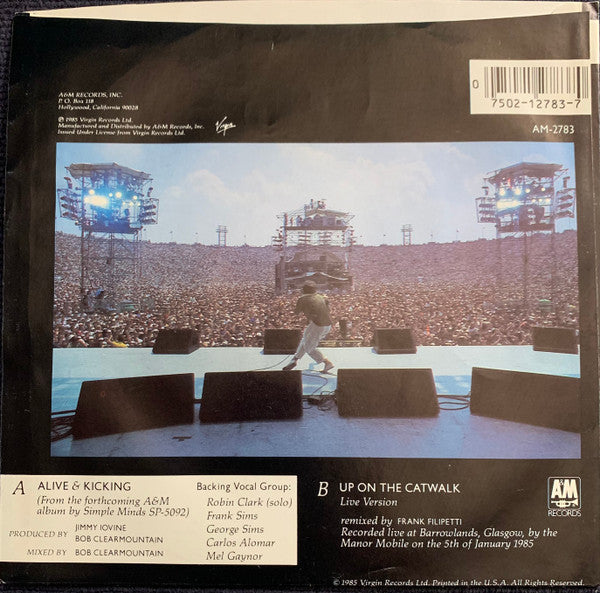 A&M RECORDS, INC.
P. O. Box 118
Hollywood, California 90028
℗ 1985 Virgin Records Ltd.
Manufactured and Distributed by A&M Records, Inc.
Issued Under License from Virgin Records Ltd.
Virgin
0
7502-12783-7
AM-2783
A ALIVE & KICKING
(From the forthcoming A&M
album by Simple Minds SP-5092)
PRODUCED BY JIMMY IOVINE
BOB CLEARMOUNTAIN
MIXED BY BOB CLEARMOUNTAIN
Backing Vocal Group:
Robin Clark (solo)
Frank Sims
George Sims
Carlos Alomar
Mel Gaynor
B UP ON THE CATWALK
Live Version
remixed by FRANK FILIPETTI
Recorded live at Barrowlands, Glasgow, by the
Manor Mobile on the 5th of January 1985
A&M
RECORDS
© 1985 Virgin Records Ltd. Printed in the U.S.A. All Rights Reserved.